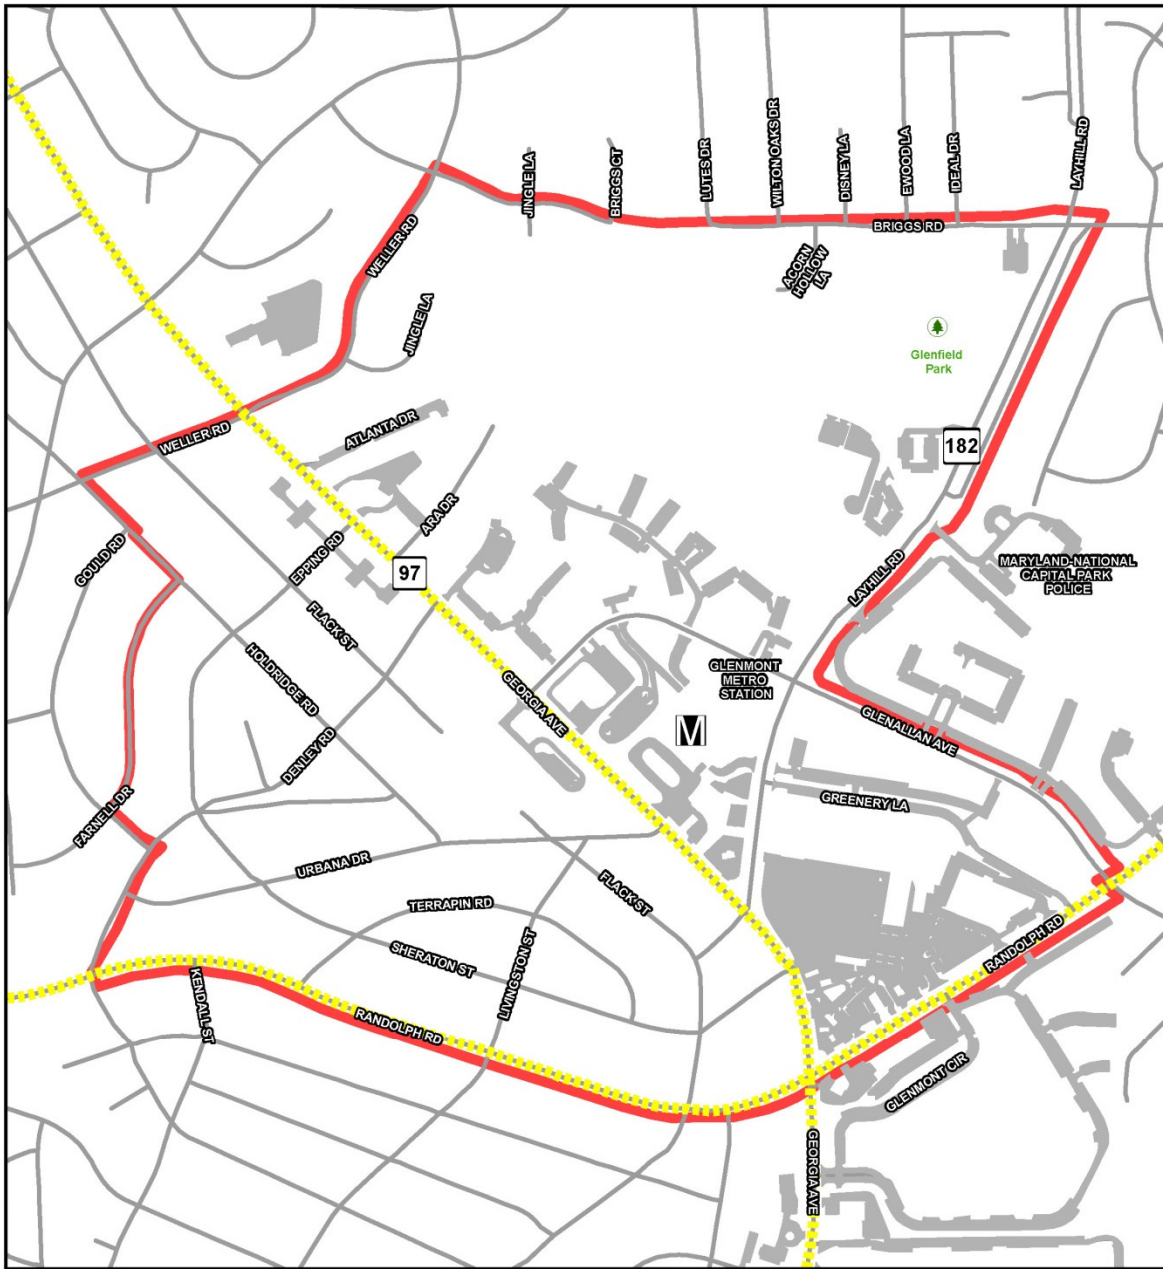 LUTES DR
WILTON OAKS DR
DISNEY LA
EWOOD LA
IDEAL DR
LAYHILL RD
JINGLE LA
BRIGGS CT
BRIGGS RD
WELLER RD
ACORN
HOLLOW
LA
JINGLE LA
Glenfield
Park
WELLER RD
ATLANTA DR
182
ARA DR
GOULD RD
EPPING RD
97
LAYHILL RD
MARYLAND-NATIONAL
CAPITAL PARK
POLICE
FLACK ST
HOLDRIDGE RD
GLENMONT
METRO
STATION
GEORGIA AVE
M
GLENALLAN AVE
DENLEY RD
GREENERY LA
FARNELL DR
URBANA DR
FLACK ST
TERRAPIN RD
SHERATON ST
LIVINGSTON ST
RANDOLPH RD
KENDALL ST
RANDOLPH RD
GLENMONT CIR
GEORGIA AVE